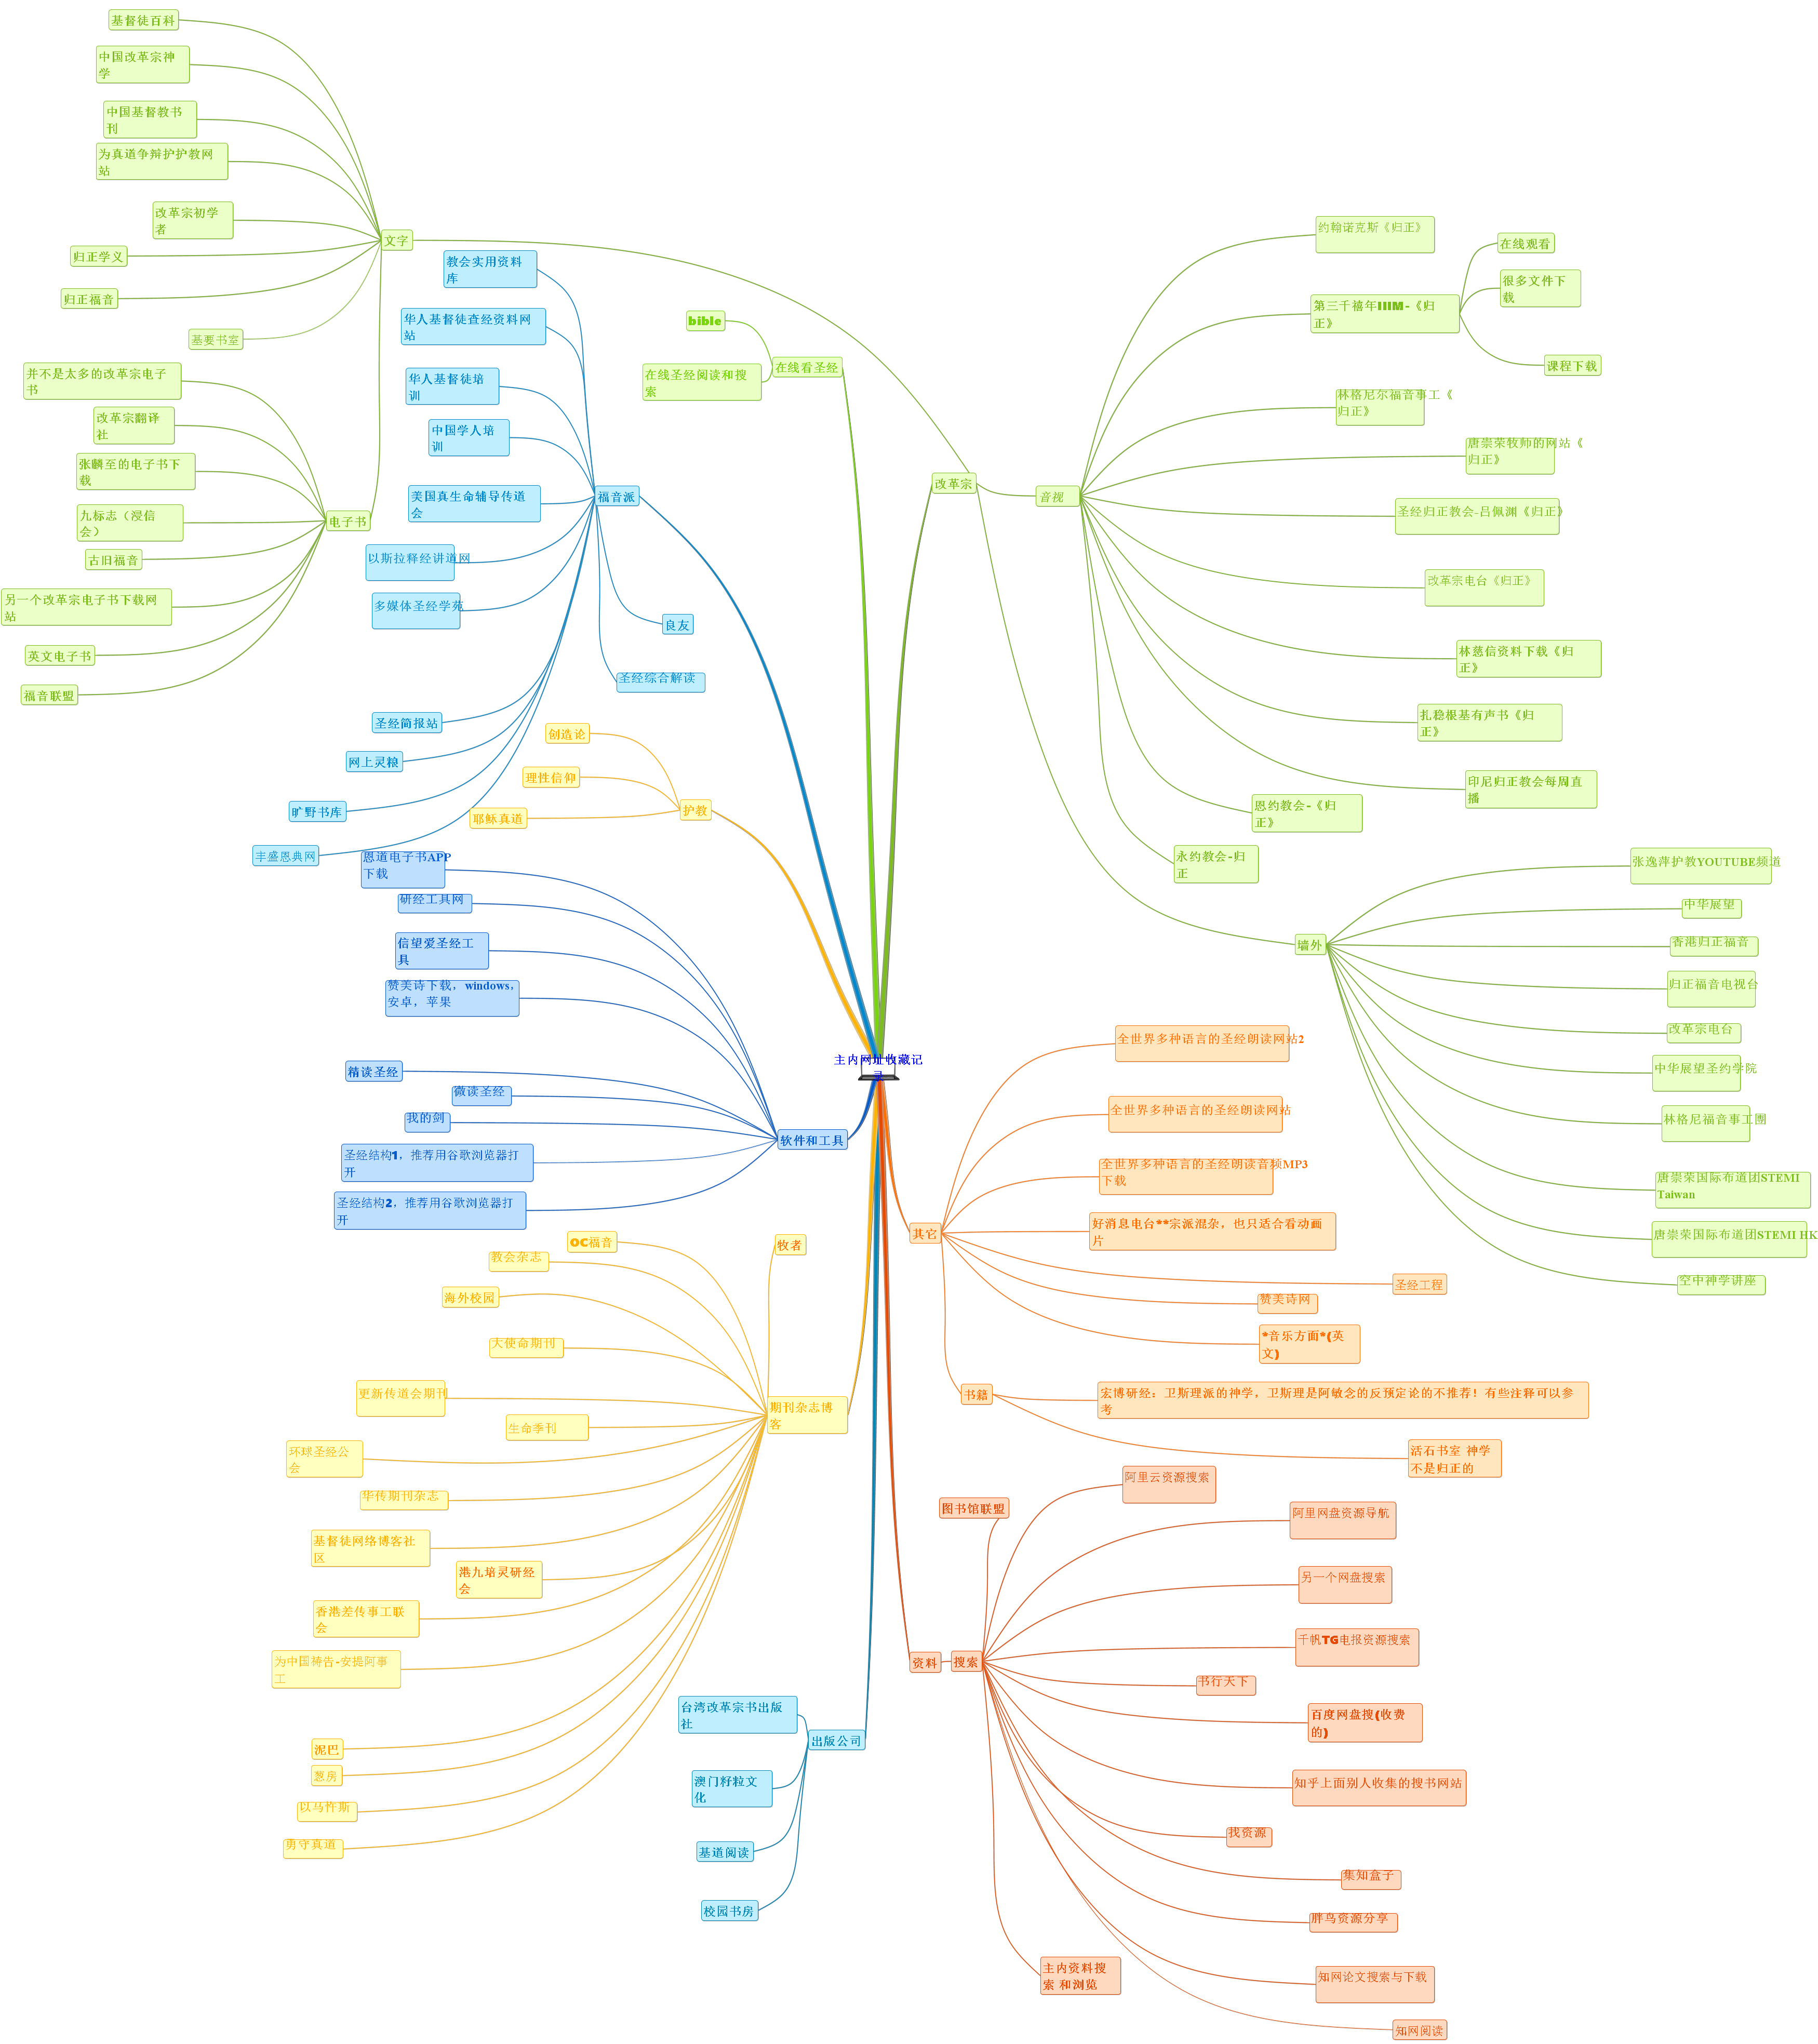 基督徒百科
中国改革宗神
学
中国基督教书
刊
为真道争辩护护教网
站
改革宗初学
者
归正学义
归正福音
基要书室
文字
并不是太多的改革宗电子
书
改革宗翻译
社
张麟至的电子书下
载
九标志（浸信
会）
古旧福音
另一个改革宗电子书下载网
站
英文电子书
福音联盟
电子书
教会实用资料
库
华人基督徒查经资料网
站
华人基督徒培
训
中国学人培
训
美国真生命辅导传道
会
以斯拉释经讲道网
多媒体圣经学苑
圣经简报站
网上灵粮
旷野书库
丰盛恩典网
福音派
良友
圣经综合解读
bible
在线圣经阅读和搜
索
在线看圣经
创造论
理性信仰
耶稣真道
护教
恩道电子书APP
下载
研经工具网
信望爱圣经工
具
赞美诗下载，windows，
安卓，苹果
精读圣经
微读圣经
我的剑
圣经结构1，推荐用谷歌浏览器打
开
圣经结构2，推荐用谷歌浏览器打
开
软件和工具
主内网址收藏记
录
OC福音
牧者
教会杂志
海外校园
大使命期刊
更新传道会期刊
生命季刊
环球圣经公
会
华传期刊杂志
基督徒网络博客社
区
港九培灵研经
会
香港差传事工联
会
为中国祷告-安提阿事
工
泥巴
葱房
以马忤斯
勇守真道
期刊杂志博
客
台湾改革宗书出版
社
澳门籽粒文
化
基道阅读
校园书房
出版公司
改革宗
音视
约翰诺克斯《归正》
第三千禧年IIIM-《归
正》
在线观看
很多文件下
载
课程下载
林格尼尔福音事工《
归正》
唐崇荣牧师的网站《
归正》
圣经归正教会-吕佩渊《归正》
改革宗电台《归正》
林慈信资料下载《归
正》
扎稳根基有声书《归
正》
印尼归正教会每周直
播
恩约教会-《归
正》
永约教会-归
正
墙外
张逸萍护教YOUTUBE频道
中华展望
香港归正福音
归正福音电视台
改革宗电台
中华展望圣约学院
林格尼福音事工團
唐崇荣国际布道团STEMI
Taiwan
唐崇荣国际布道团STEMI HK
空中神学讲座
其它
全世界多种语言的圣经朗读网站2
全世界多种语言的圣经朗读网站
全世界多种语言的圣经朗读音频MP3
下载
好消息电台**宗派混杂，也只适合看动画
片
圣经工程
赞美诗网
*音乐方面*(英
文)
书籍
宏博研经：卫斯理派的神学，卫斯理是阿敏念的反预定论的不推荐！有些注释可以参
考
活石书室 神学
不是归正的
资料
搜索
图书馆联盟
阿里云资源搜索
阿里网盘资源导航
另一个网盘搜索
千帆TG电报资源搜索
书行天下
百度网盘搜(收费
的)
知乎上面别人收集的搜书网站
找资源
集知盒子
胖鸟资源分享
主内资料搜
索 和浏览
知网论文搜索与下载
知网阅读